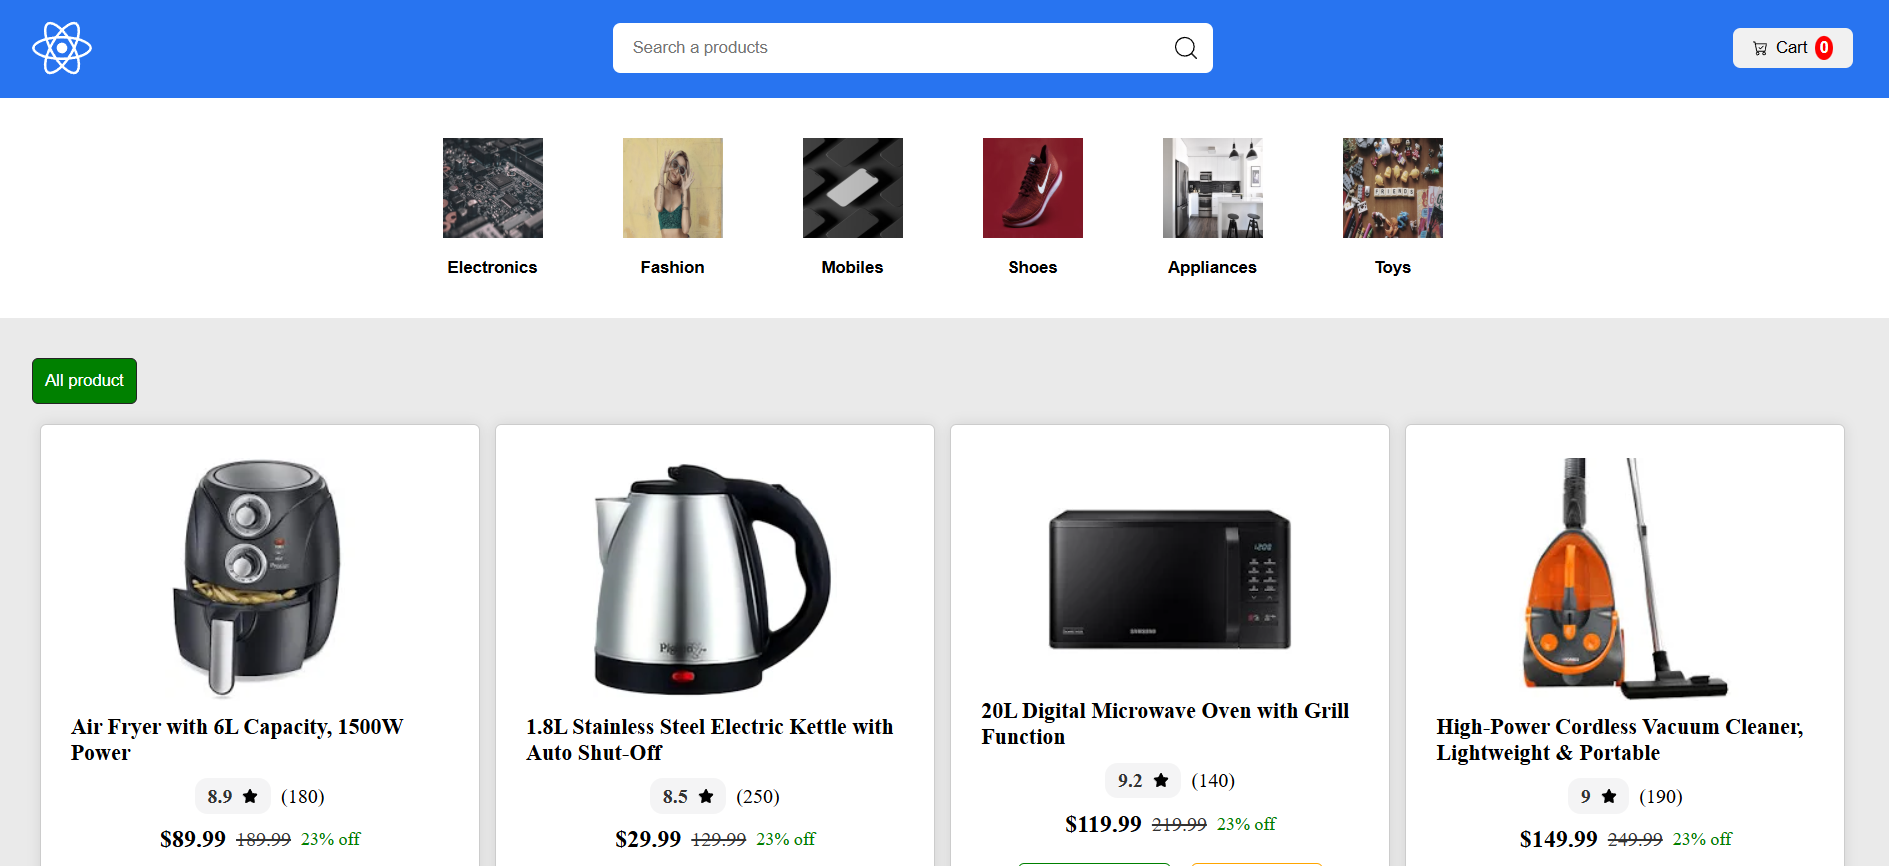 Search a products
Cart 0
FRIENDS
Electronics
Fashion
Mobiles
Shoes
Appliances
Toys
All product
12:00
SAMSUNG
Air Fryer with 6L Capacity, 1500W
Power
8.9 (180)
$89.99 189.99 23% off
1.8L Stainless Steel Electric Kettle with
Auto Shut-Off
8.5 (250)
$29.99 129.99 23% off
20L Digital Microwave Oven with Grill
Function
9.2 (140)
$119.99 219.99 23% off
High-Power Cordless Vacuum Cleaner,
Lightweight & Portable
9 (190)
$149.99 249.99 23% off